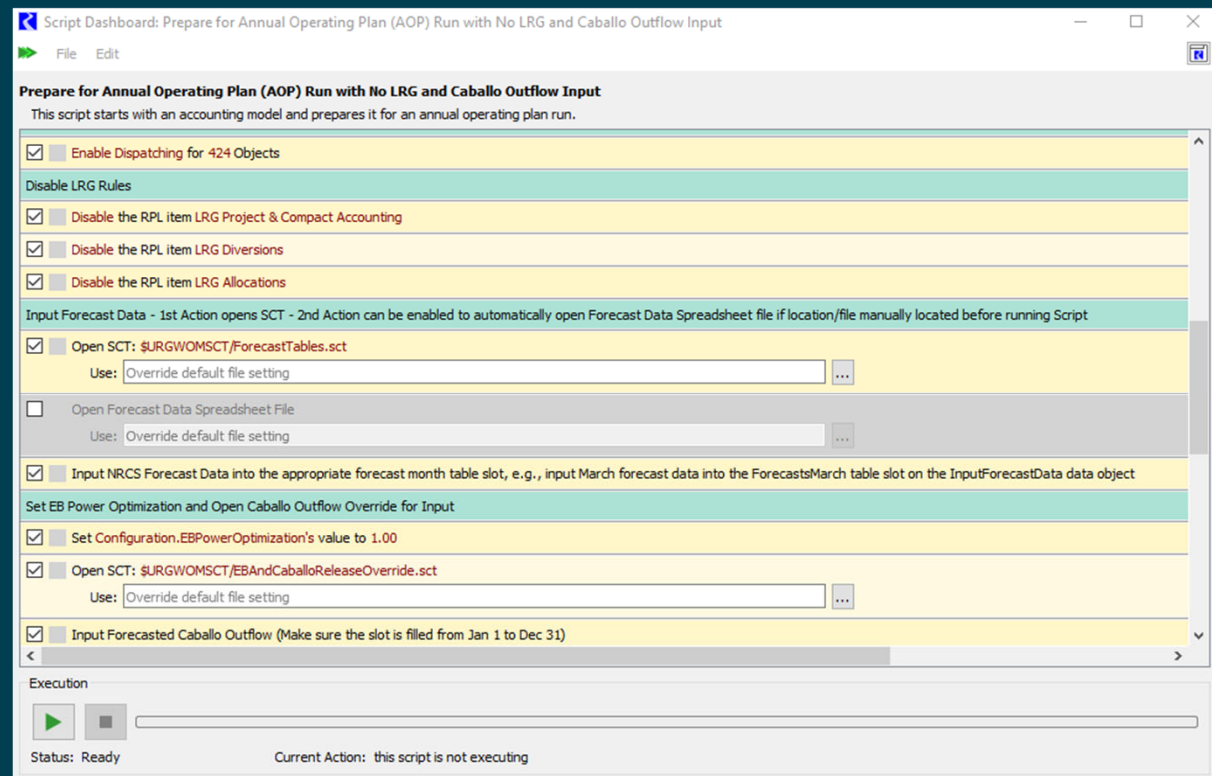 Script Dashboard: Prepare for Annual Operating Plan (AOP) Run with No LRG and Caballo Outflow Input
File Edit
Prepare for Annual Operating Plan (AOP) Run with No LRG and Caballo Outflow Input
This script starts with an accounting model and prepares it for an annual operating plan run.
Enable Dispatching for 424 Objects
Disable LRG Rules
Disable the RPL item LRG Project & Compact Accounting
Disable the RPL item LRG Diversions
Disable the RPL item LRG Allocations
Input Forecast Data - 1st Action opens SCT - 2nd Action can be enabled to automatically open Forecast Data Spreadsheet file if location/file manually located before running Script
Open SCT: $URGWOMSCT/ForecastTables.sct
Use: Override default file setting ...
Open Forecast Data Spreadsheet File
Use: Override default file setting ...
Input NRCS Forecast Data into the appropriate forecast month table slot, e.g., input March forecast data into the ForecastsMarch table slot on the InputForecastData data object
Set EB Power Optimization and Open Caballo Outflow Override for Input
Set Configuration.EBPowerOptimization's value to 1.00
Open SCT: $URGWOMSCT/EBAndCaballoReleaseOverride.sct
Use: Override default file setting ...
Input Forecasted Caballo Outflow (Make sure the slot is filled from Jan 1 to Dec 31)
Execution
Status: Ready Current Action: this script is not executing